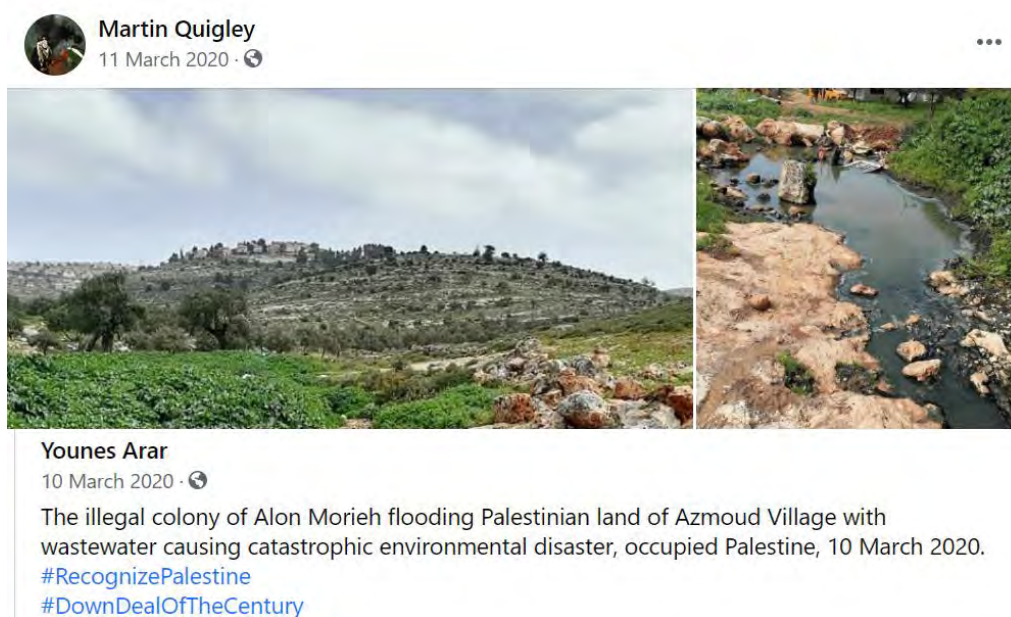 Martin Quigley
11 March 2020 ·
Younes Arar
10 March 2020 ·
The illegal colony of Alon Morieh flooding Palestinian land of Azmoud Village with
wastewater causing catastrophic environmental disaster, occupied Palestine, 10 March 2020.
#RecognizePalestine
#DownDealOfTheCentury